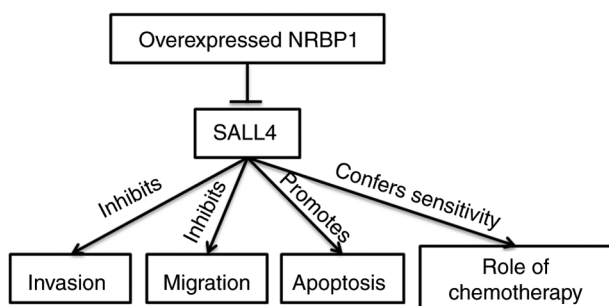 Overexpressed NRBP1
SALL4
Inhibits
Inhibits
Promotes
Confers sensitivity
Invasion
Migration
Apoptosis
Role of
chemotherapy